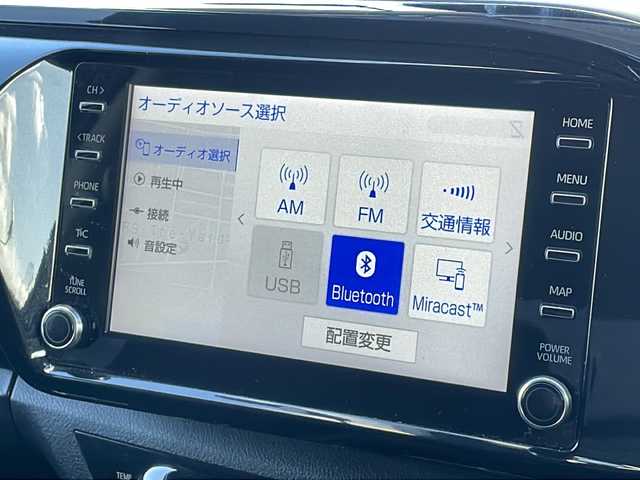 CH >
< TRACK
PHONE
T/C
TUNE
SCROLL
オーディオソース選択
オーディオ選択
再生中
接続
音設定
AM
FM
交通情報
USB
Bluetooth
Miracast™
配置変更
HOME
MENU
AUDIO
MAP
POWER
VOLUME
TEMP